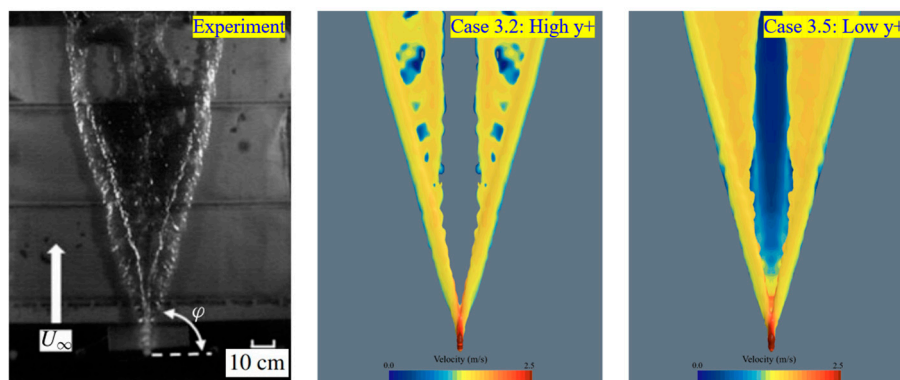 Experiment
φ
U∞
10 cm
Case 3.2: High y+
Velocity (m/s)
0.0
2.5
Case 3.5: Low y+
Velocity (m/s)
0.0
2.5